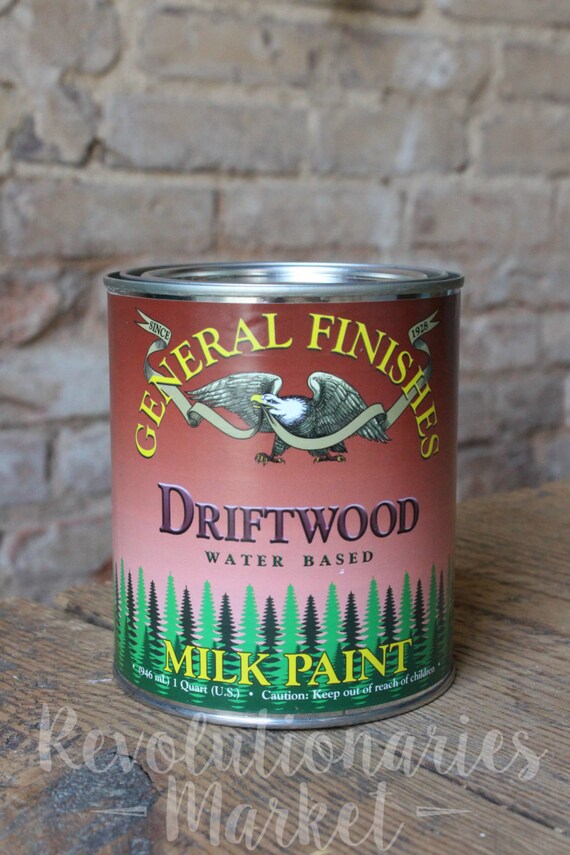 SINCE 1928
GENERAL FINISHES
DRIFTWOOD
WATER BASED
MILK PAINT
• (946 mL) 1 Quart (U.S.) • Caution: Keep out of reach of children •
Revolutionaries
Market